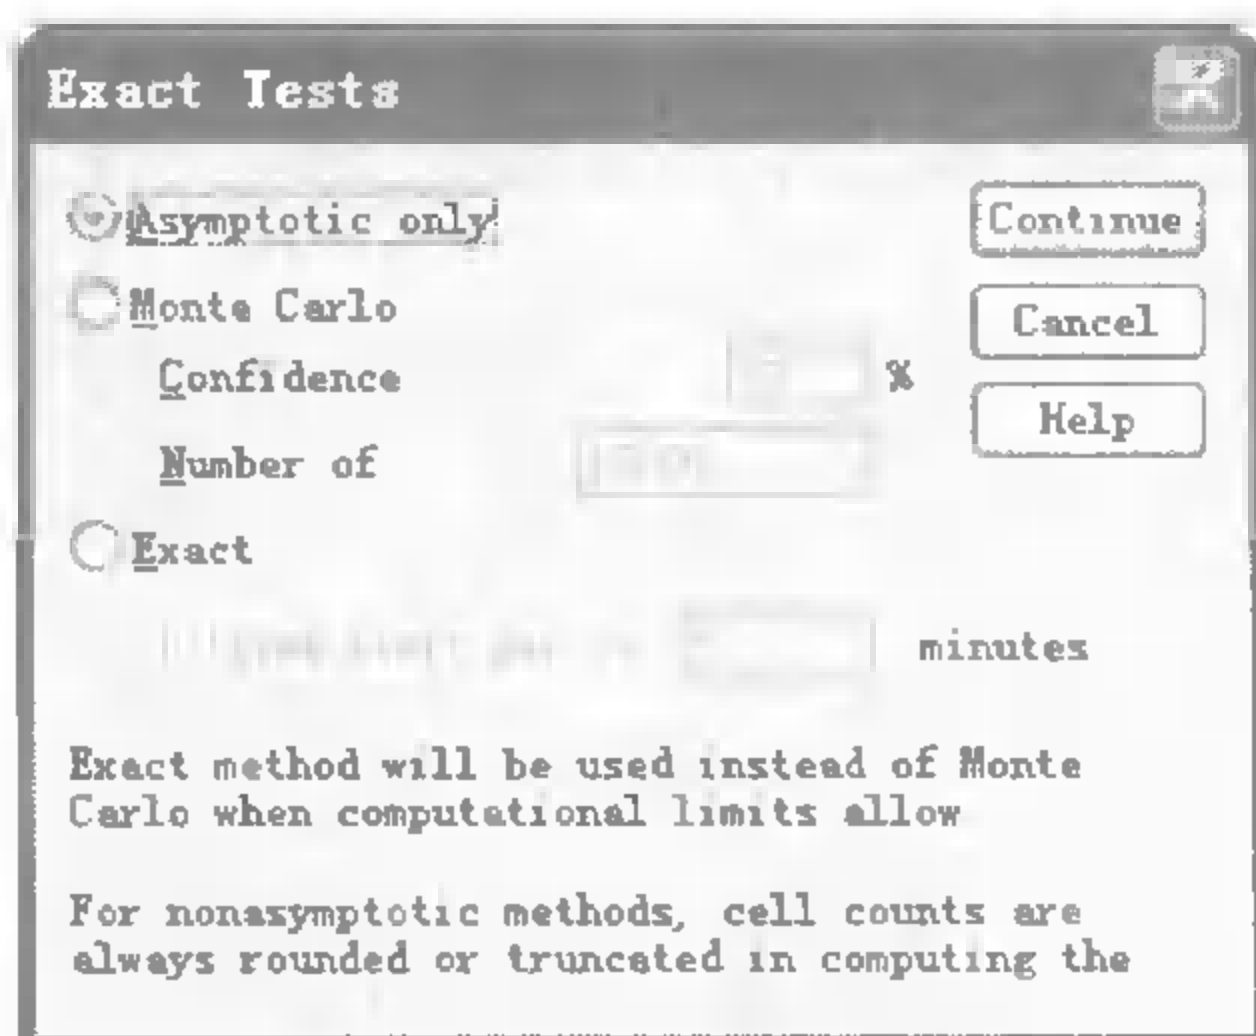 Exact Tests
Asymptotic only
Continue
Monte Carlo
Cancel
Confidence
%
Help
Number of
Exact
minutes
Exact method will be used instead of Monte
Carlo when computational limits allow
For nonasymptotic methods, cell counts are
always rounded or truncated in computing the